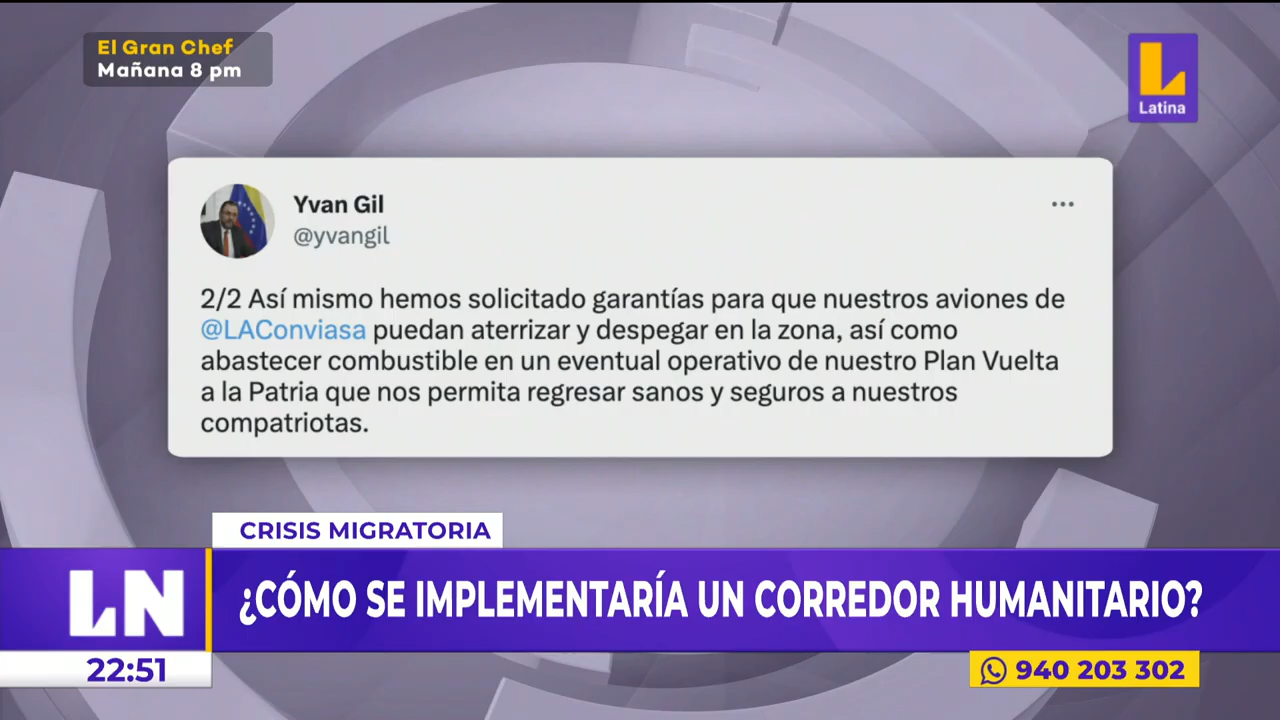 El Gran Chef
Mañana 8 pm
Latina
Yvan Gil
@yvangil
2/2 Así mismo hemos solicitado garantías para que nuestros aviones de
@LAConviasa puedan aterrizar y despegar en la zona, así como
abastecer combustible en un eventual operativo de nuestro Plan Vuelta
a la Patria que nos permita regresar sanos y seguros a nuestros
compatriotas.
CRISIS MIGRATORIA
LN
¿CÓMO SE IMPLEMENTARÍA UN CORREDOR HUMANITARIO?
22:51
940 203 302